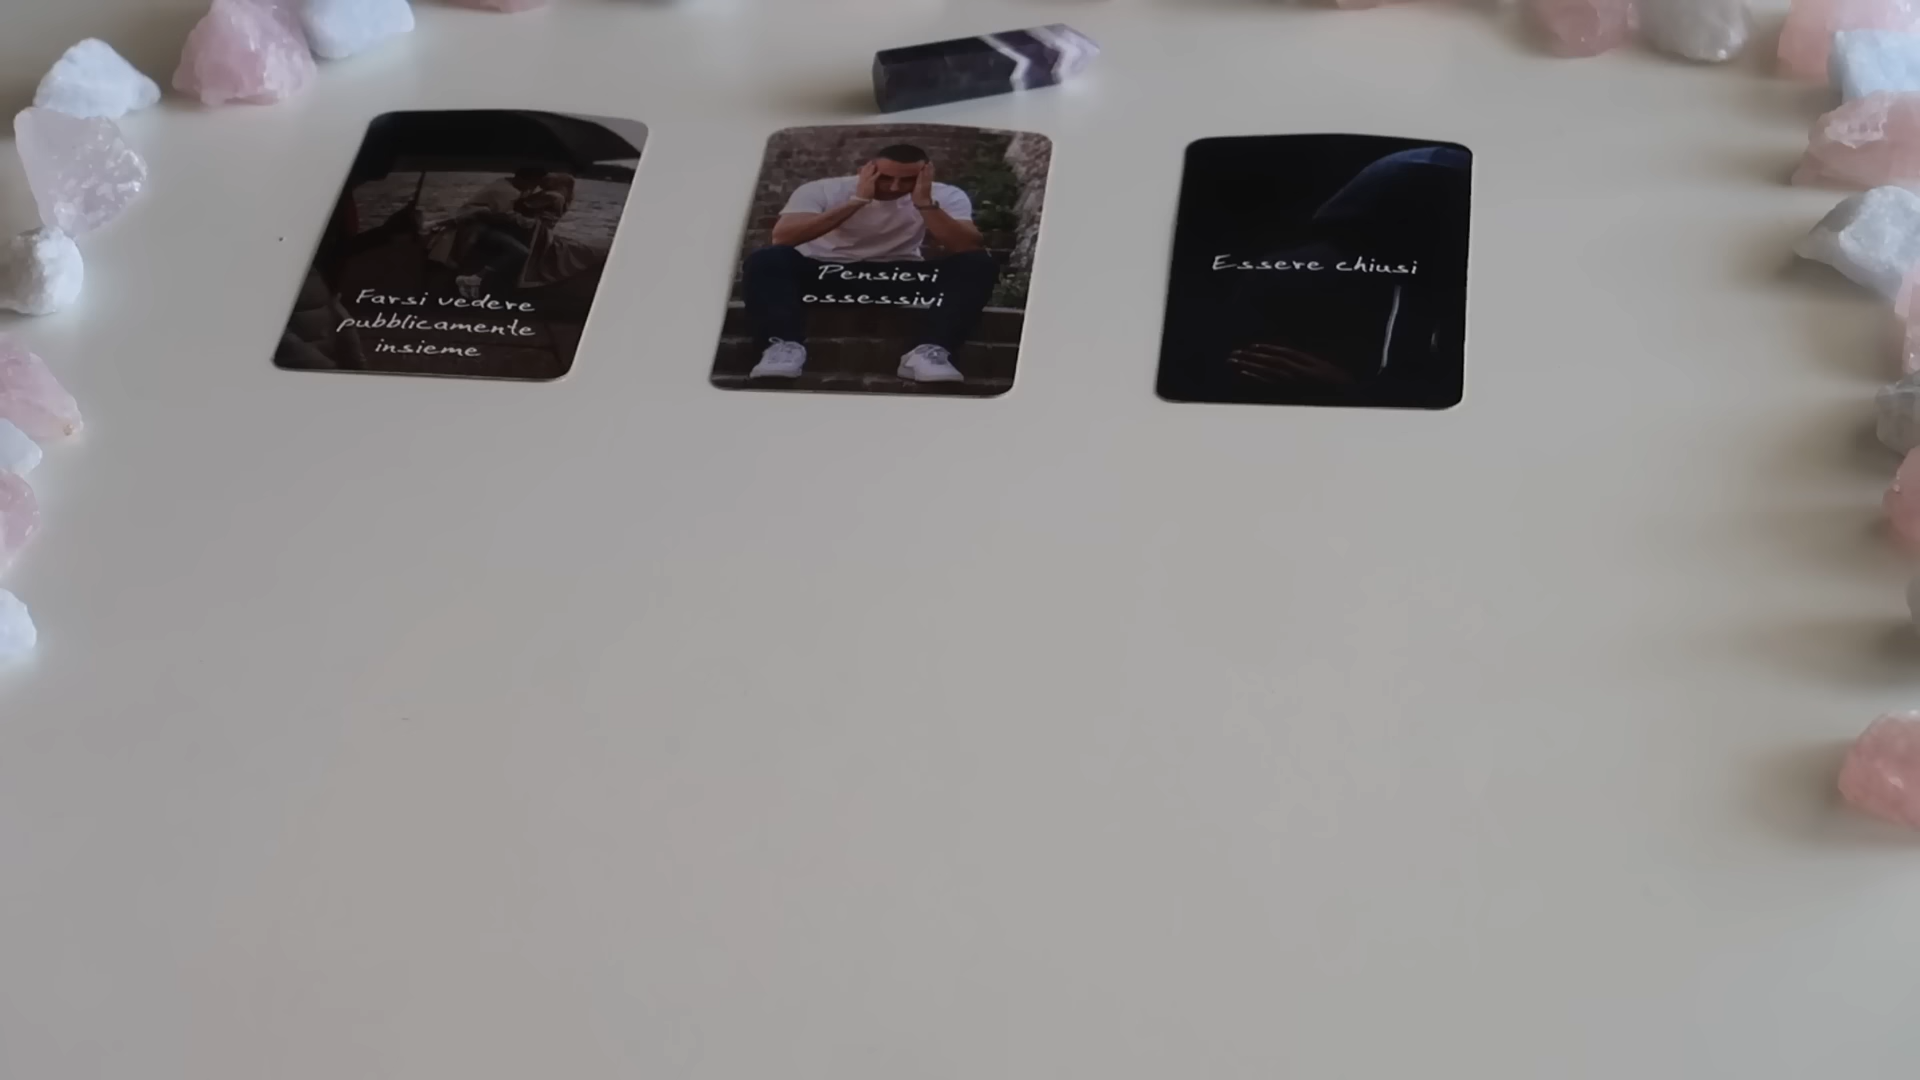 Farsi vedere
pubblicamente
insieme
Pensieri
ossessivi
Essere chiusi